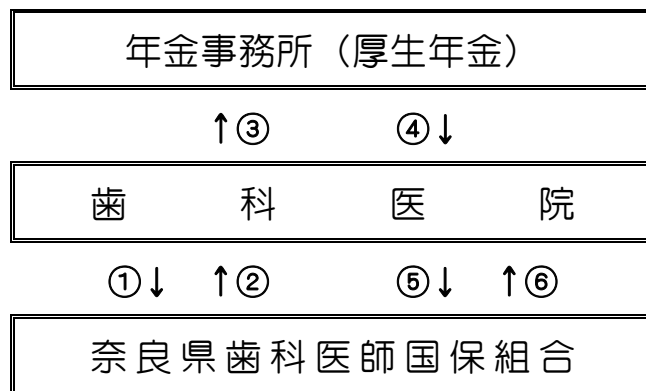 年金事務所（厚生年金）
↑③ ④↓
歯科医院
①↓ ↑② ⑤↓ ↑⑥
奈良県歯科医師国保組合